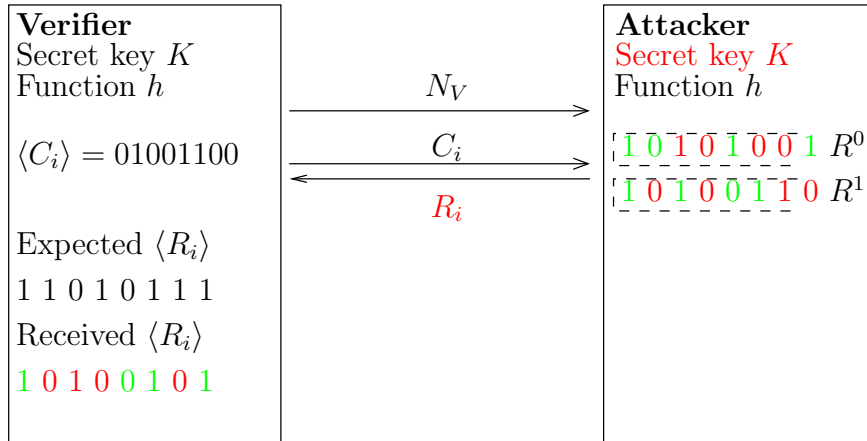 Verifier
Secret key K
Function h
⟨C_i⟩ = 01001100
Expected ⟨R_i⟩
1 1 0 1 0 1 1 1
Received ⟨R_i⟩
1 0 1 0 0 1 0 1
N_V
C_i
R_i
Attacker
Secret key K
Function h
1 0 1 0 1 0 0 1 R^0
1 0 1 0 0 1 1 0 R^1